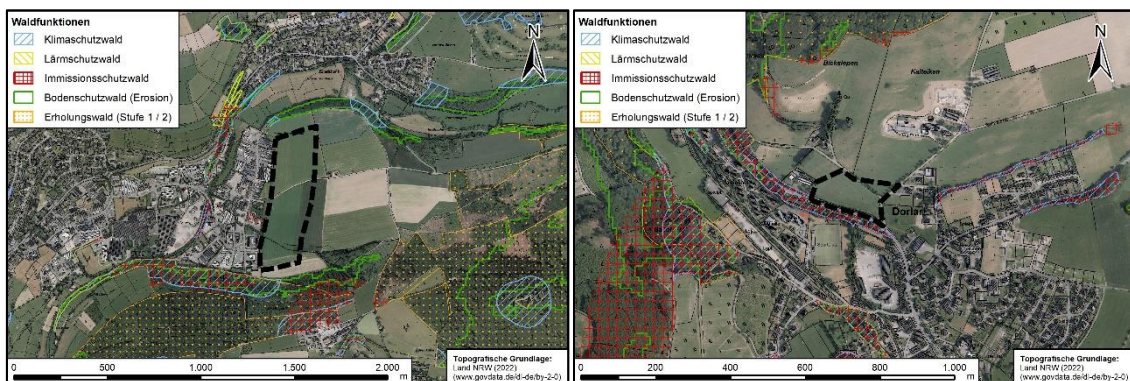 Waldfunktionen
Klimaschutzwald
Lärmschutzwald
Immissionsschutzwald
Bodenschutzwald (Erosion)
Erholungswald (Stufe 1 / 2)
N
0 500 1.000 1.500 2.000
m
Topografische Grundlage:
Land NRW (2022)
(www.govdata.de/dl-de/by-2-0)
Waldfunktionen
Klimaschutzwald
Lärmschutzwald
Immissionsschutzwald
Bodenschutzwald (Erosion)
Erholungswald (Stufe 1 / 2)
N
Dorlar
0 200 400 600 800 1.000
m
Topografische Grundlage:
Land NRW (2022)
(www.govdata.de/dl-de/by-2-0)